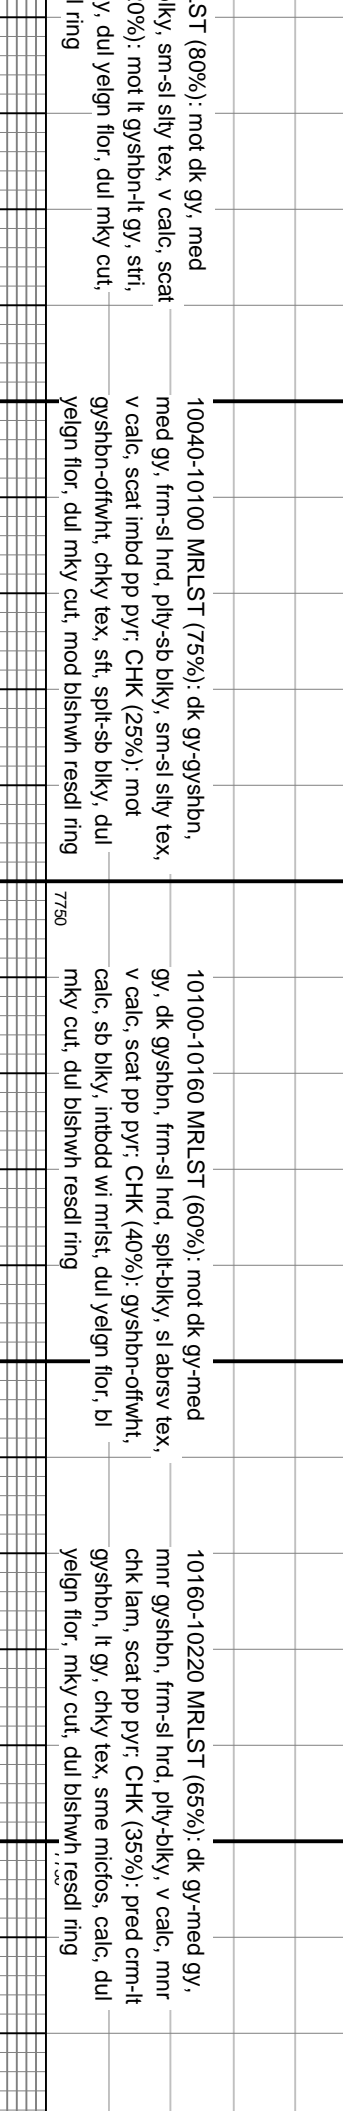 LST (80%): mot dk gy, med
lky, sm-sl slty tex, v calc, scat
0%): mot lt gyshbn-lt gy, stri,
y, dul yelgn flor, dul mky cut,
l ring
10040-10100 MRLST (75%): dk gy-gyshbn,
med gy, frm-sl hrd, plty-sb blky, sm-sl slty tex,
v calc, scat imbd pp pyr; CHK (25%): mot
gyshbn-offwht, chky tex, sft, splt-sb blky, dul
yelgn flor, dul mky cut, mod blshwh resdl ring
7750
10100-10160 MRLST (60%): mot dk gy-med
gy, dk gyshbn, frm-sl hrd, splt-blky, sl abrsv tex,
v calc, scat pp pyr; CHK (40%): gyshbn-offwht,
calc, sb blky, intbdd wi mrlst, dul yelgn flor, bl
mky cut, dul blshwh resdl ring
10160-10220 MRLST (65%): dk gy-med gy,
mnr gyshbn, frm-sl hrd, plty-blky, v calc, mnr
chk lam, scat pp pyr; CHK (35%): pred crm-lt
gyshbn, lt gy, chky tex, sme micfos, calc, dul
yelgn flor, mky cut, dul blshwh resdl ring